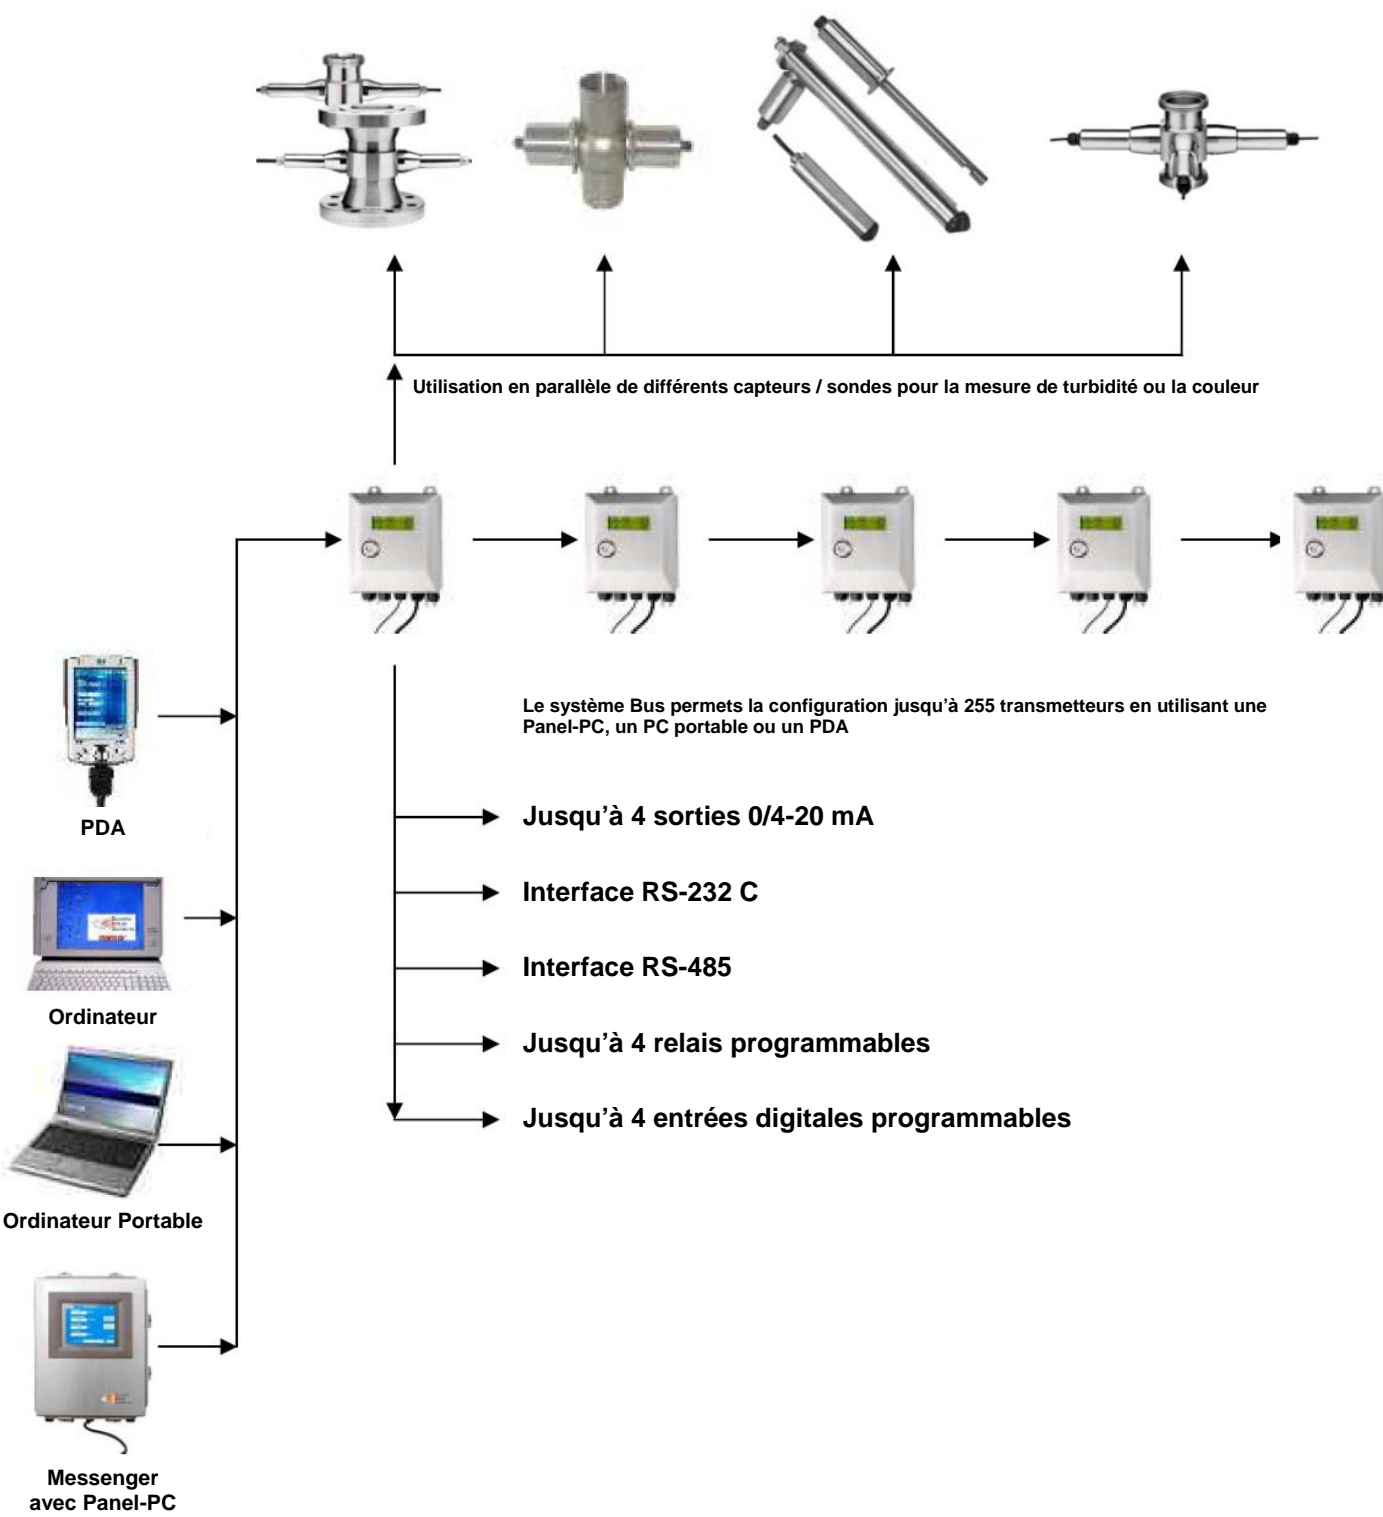 Utilisation en parallèle de différents capteurs / sondes pour la mesure de turbidité ou la couleur
Le système Bus permets la configuration jusqu’à 255 transmetteurs en utilisant une
Panel-PC, un PC portable ou un PDA
PDA
Jusqu’à 4 sorties 0/4-20 mA
Interface RS-232 C
Interface RS-485
Ordinateur
Jusqu’à 4 relais programmables
Jusqu’à 4 entrées digitales programmables
Ordinateur Portable
Messenger
avec Panel-PC